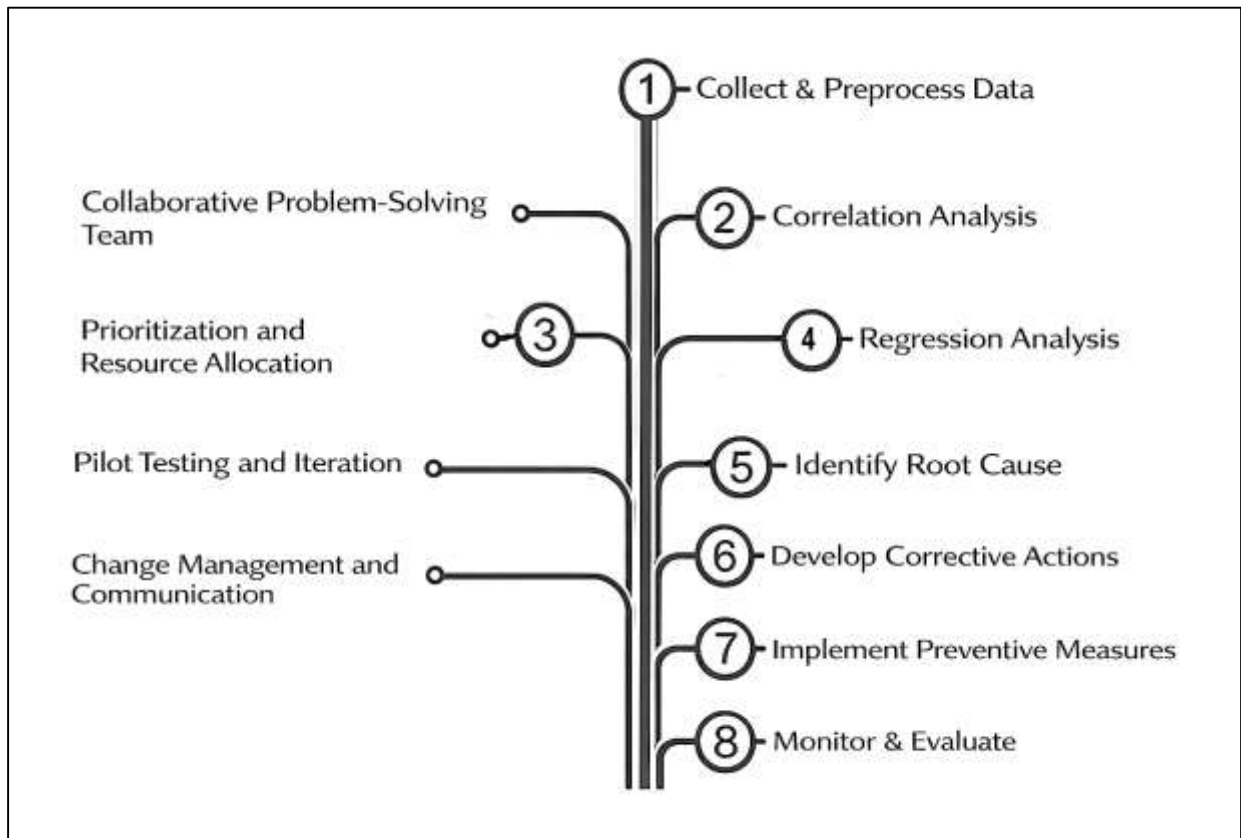 1 Collect & Preprocess Data
Collaborative Problem-Solving
Team
2 Correlation Analysis
Prioritization and
Resource Allocation
3
4 Regression Analysis
Pilot Testing and Iteration
5 Identify Root Cause
Change Management and
Communication
6 Develop Corrective Actions
7 Implement Preventive Measures
8 Monitor & Evaluate